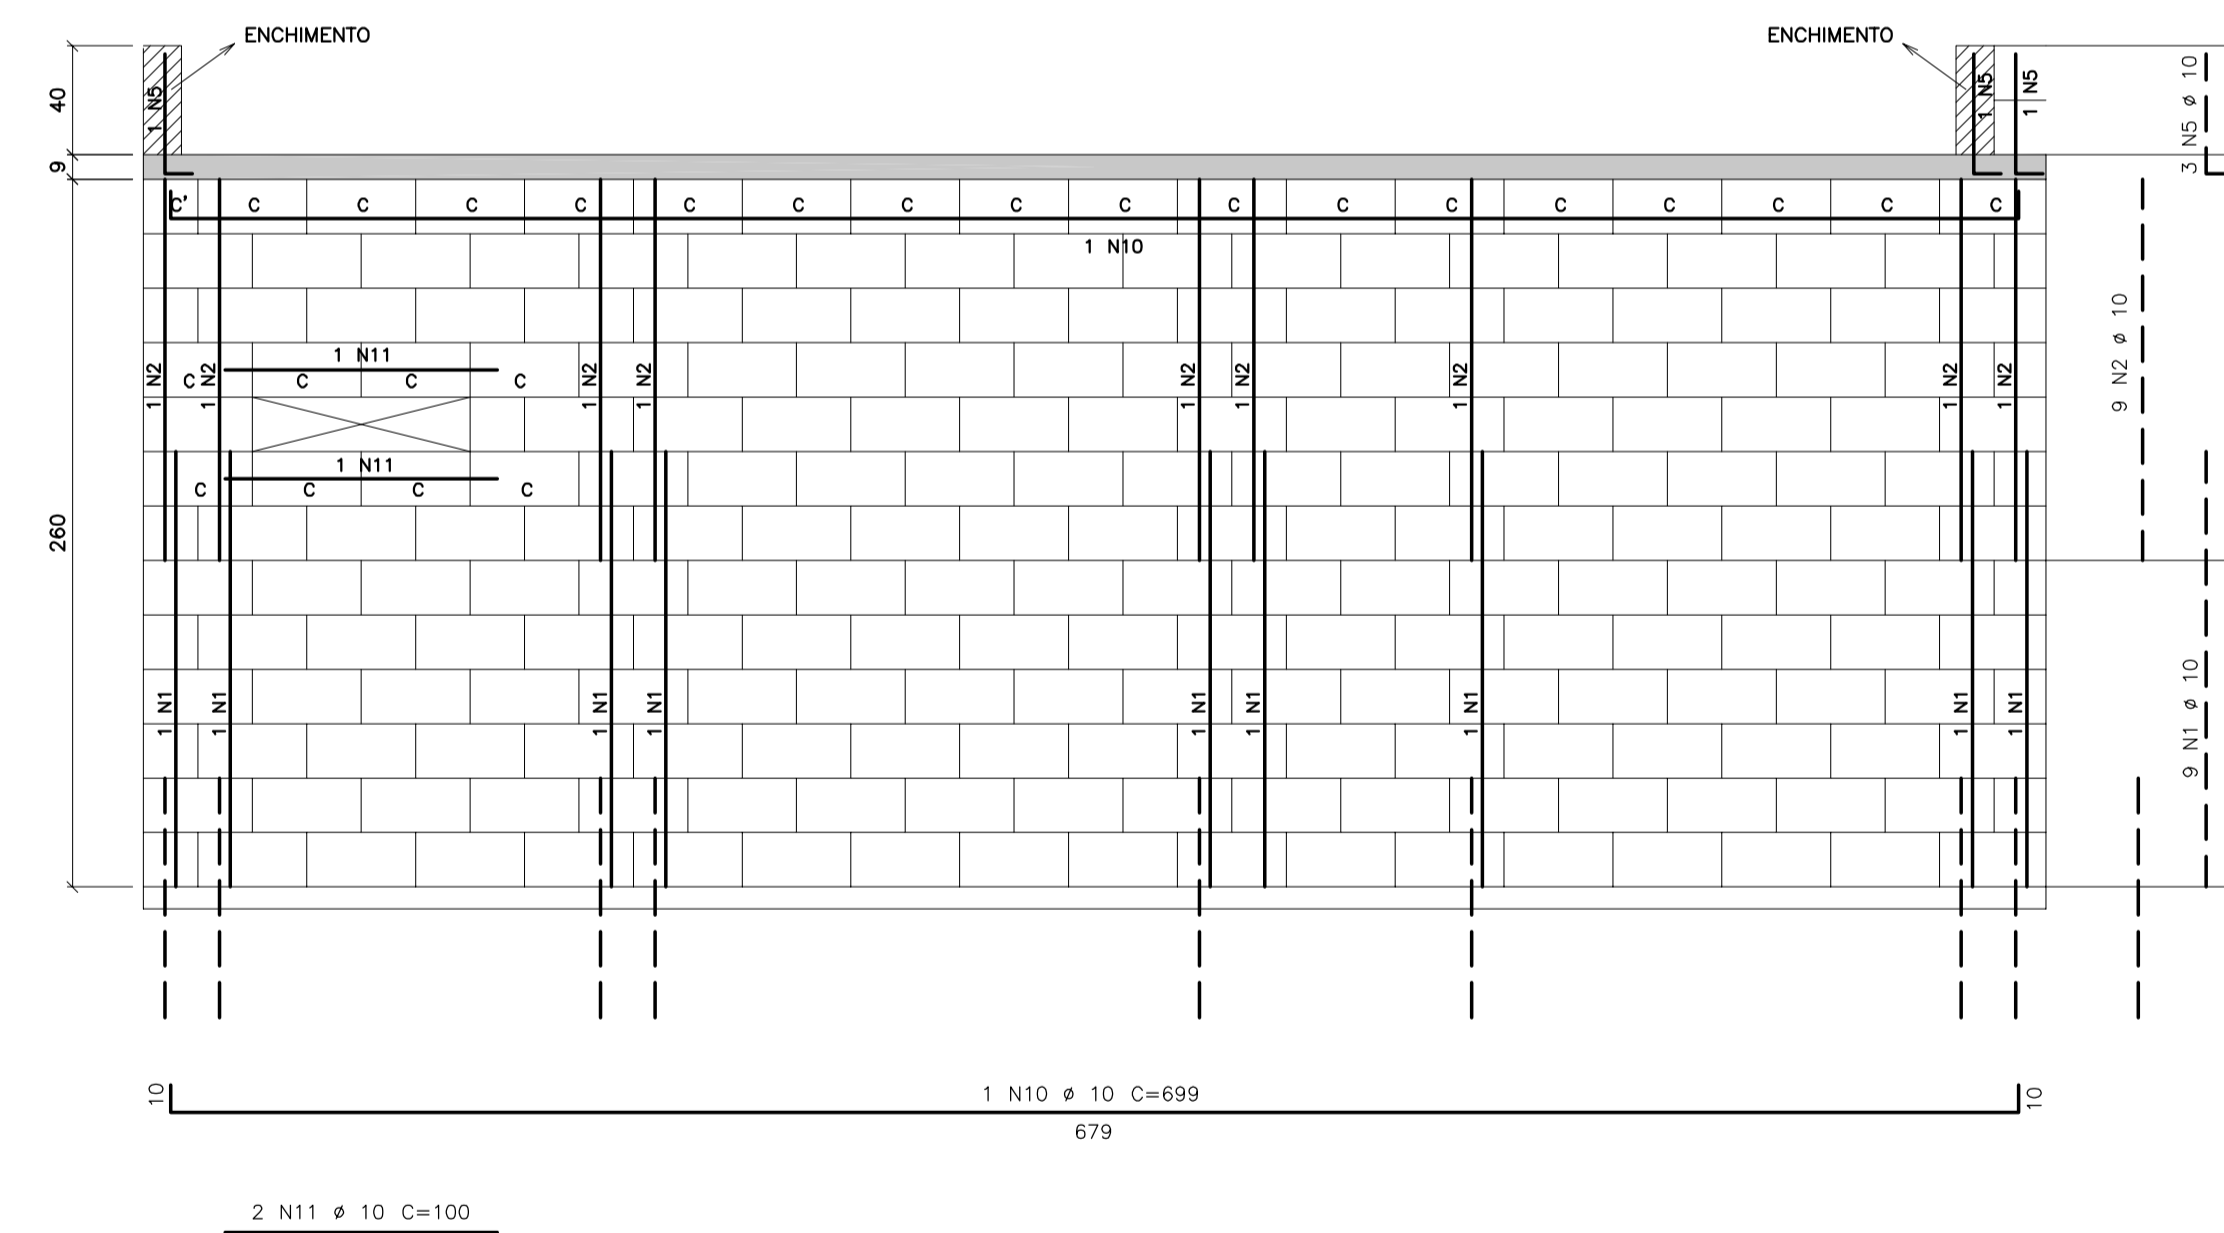 ENCHIMENTO
ENCHIMENTO
40
9
260
1 N5
1 N5
1 N5
3 N5 ø 10
C' C C C C C C C C C C C C C C C C C
1 N10
9 N2 ø 10
1 N11
1 N2
1 N2
1 N2
1 N2
1 N2
1 N2
1 N2
1 N2
1 N2
C C C C
1 N11
C C C C
1 N1
1 N1
1 N1
1 N1
1 N1
1 N1
1 N1
1 N1
1 N1
9 N1 ø 10
10
1 N10 ø 10 C=699
10
679
2 N11 ø 10 C=100